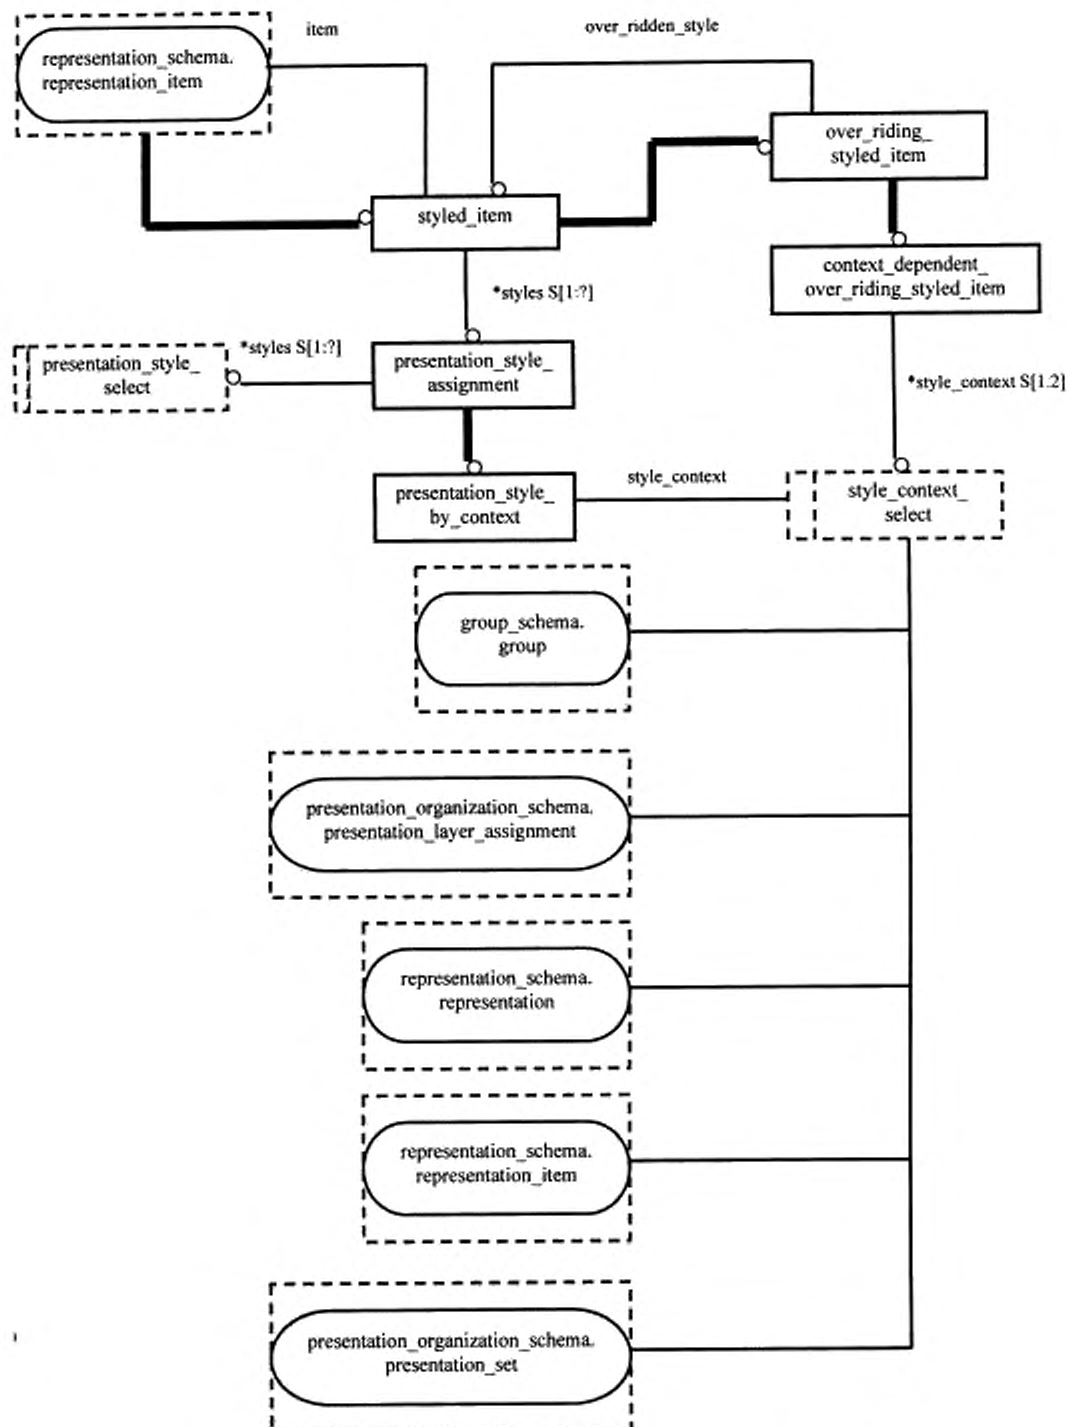 item
over_ridden_style
representation_schema.
representation_item
over_riding_
styled_item
styled_item
context_dependent_
over_riding_styled_item
*styles S[1:?]
*styles S[1:?]
presentation_style_
select
presentation_style_
assignment
*style_context S[1.2]
presentation_style_
by_context
style_context
style_context_
select
group_schema.
group
presentation_organization_schema.
presentation_layer_assignment
representation_schema.
representation
representation_schema.
representation_item
presentation_organization_schema.
presentation_set